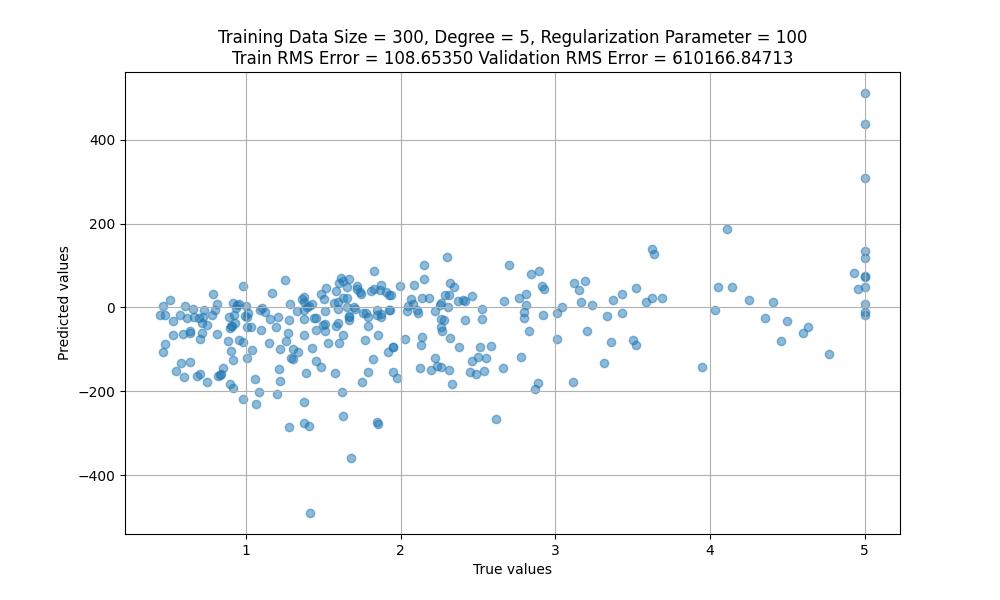 Training Data Size = 300, Degree = 5, Regularization Parameter = 100
Train RMS Error = 108.65350 Validation RMS Error = 610166.84713
400
200
0
−200
−400
Predicted values
1 2 3 4 5
True values